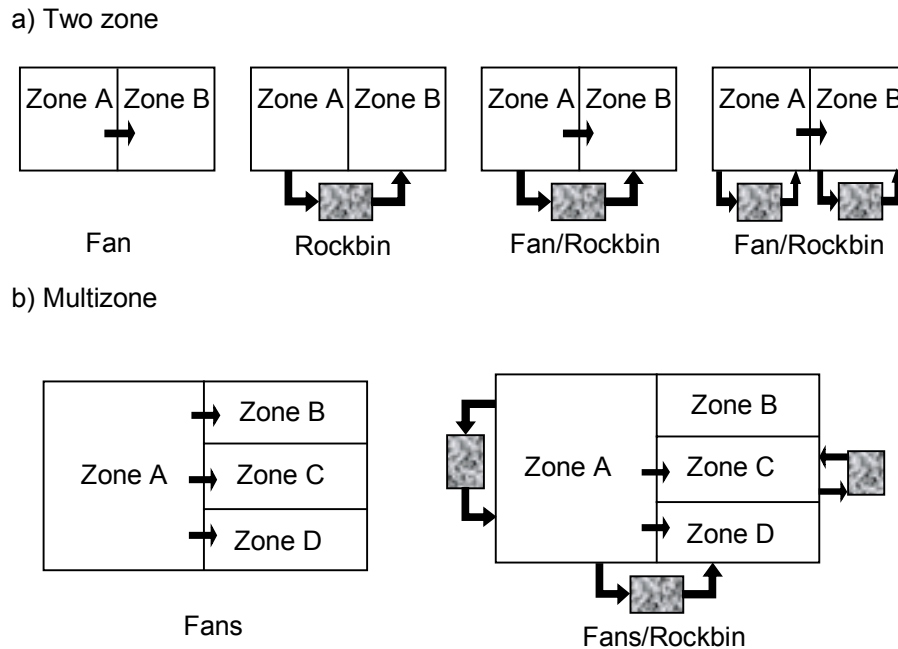 a) Two zone
Zone A Zone B
Zone A Zone B
Zone A Zone B
Zone A Zone B
Fan
Rockbin
Fan/Rockbin
Fan/Rockbin
b) Multizone
Zone A
Zone B
Zone C
Zone D
Fans
Zone A
Zone B
Zone C
Zone D
Fans/Rockbin